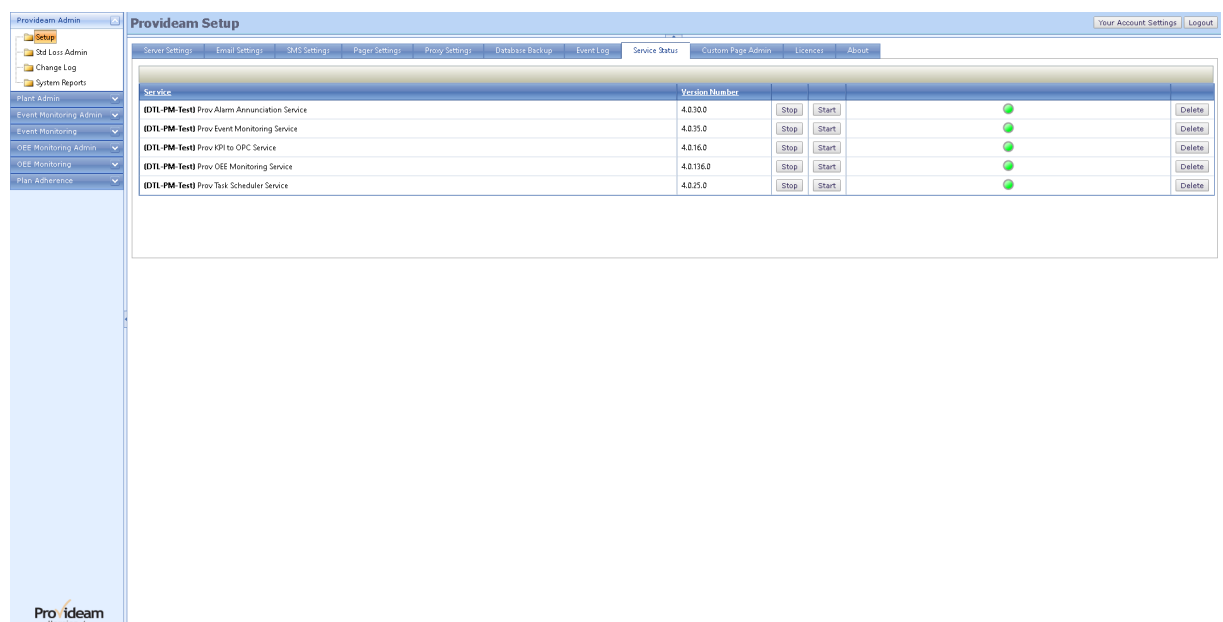 Provideam Admin
Setup
Std Loss Admin
Change Log
System Reports
Plant Admin
Event Monitoring Admin
Event Monitoring
OEE Monitoring Admin
OEE Monitoring
Plan Adherence
Provideam Setup
Your Account Settings Logout
Server Settings Email Settings SMS Settings Pager Settings Proxy Settings Database Backup Event Log Service Status Custom Page Admin Licences About
Service Version Number
(DTL-PM-Test) Prov Alarm Annunciation Service 4.0.30.0 Stop Start Delete
(DTL-PM-Test) Prov Event Monitoring Service 4.0.35.0 Stop Start Delete
(DTL-PM-Test) Prov KPI to OPC Service 4.0.16.0 Stop Start Delete
(DTL-PM-Test) Prov OEE Monitoring Service 4.0.136.0 Stop Start Delete
(DTL-PM-Test) Prov Task Scheduler Service 4.0.25.0 Stop Start Delete
Provideam